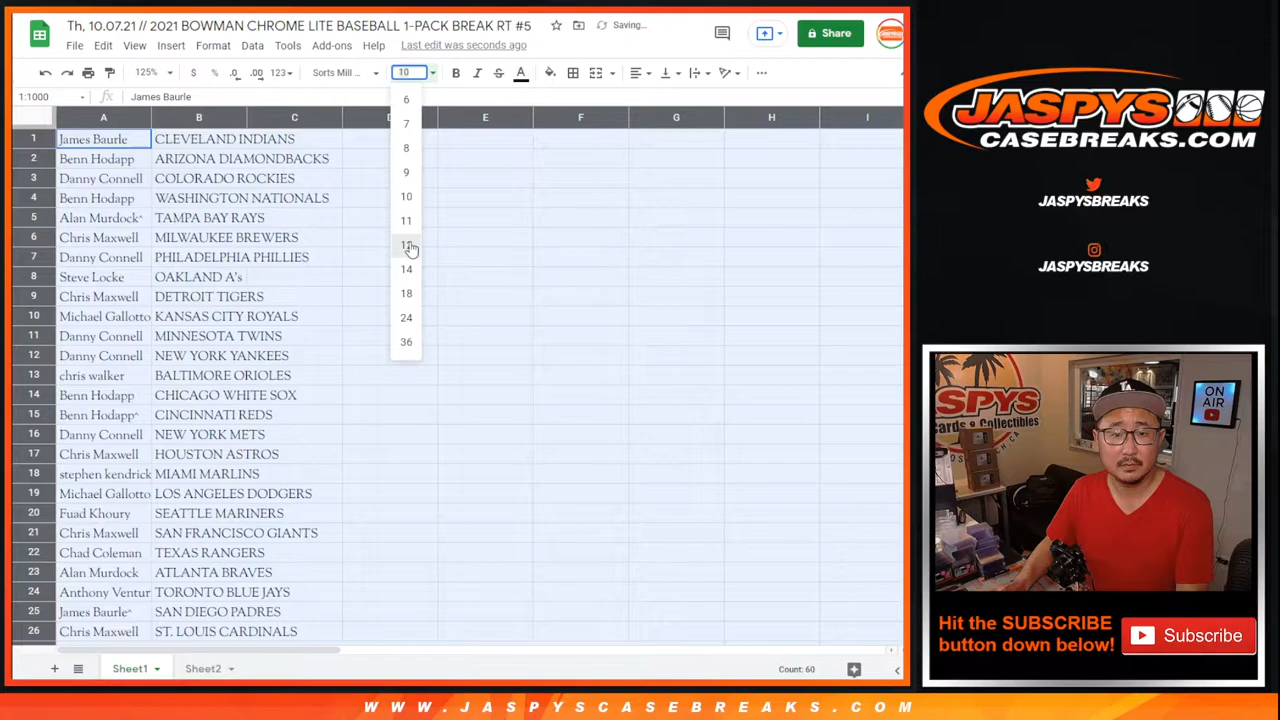 Th, 10.07.21 // 2021 BOWMAN CHROME LITE BASEBALL 1-PACK BREAK RT #5
Saving...
File Edit View Insert Format Data Tools Add-ons Help Last edit was seconds ago
Share
125% $ % .0 .00 123 Sorts Mill ... 10 B I S A
1:1000 fx James Baurle
A B C D E F G H I
1 James Baurle CLEVELAND INDIANS
2 Benn Hodapp ARIZONA DIAMONDBACKS
3 Danny Connell COLORADO ROCKIES
4 Benn Hodapp WASHINGTON NATIONALS
5 Alan Murdock^ TAMPA BAY RAYS
6 Chris Maxwell MILWAUKEE BREWERS
7 Danny Connell PHILADELPHIA PHILLIES
8 Steve Locke OAKLAND A's
9 Chris Maxwell DETROIT TIGERS
10 Michael Gallotto KANSAS CITY ROYALS
11 Danny Connell MINNESOTA TWINS
12 Danny Connell NEW YORK YANKEES
13 chris walker BALTIMORE ORIOLES
14 Benn Hodapp CHICAGO WHITE SOX
15 Benn Hodapp^ CINCINNATI REDS
16 Danny Connell NEW YORK METS
17 Chris Maxwell HOUSTON ASTROS
18 stephen kendrick MIAMI MARLINS
19 Michael Gallotto LOS ANGELES DODGERS
20 Fuad Khoury SEATTLE MARINERS
21 Chris Maxwell SAN FRANCISCO GIANTS
22 Chad Coleman TEXAS RANGERS
23 Alan Murdock ATLANTA BRAVES
24 Anthony Ventur TORONTO BLUE JAYS
25 James Baurle^ SAN DIEGO PADRES
26 Chris Maxwell ST. LOUIS CARDINALS
6
7
8
9
10
11
14
18
24
36
Sheet1 Sheet2 Count: 60
JASPYS
CASEBREAKS.COM
JASPYSBREAKS
JASPYSBREAKS
JASPYS
Cards & Collectibles
ON
AIR
T.A.
Hit the SUBSCRIBE
button down below!
Subscribe
WWW.JASPYSCASEBREAKS.COM